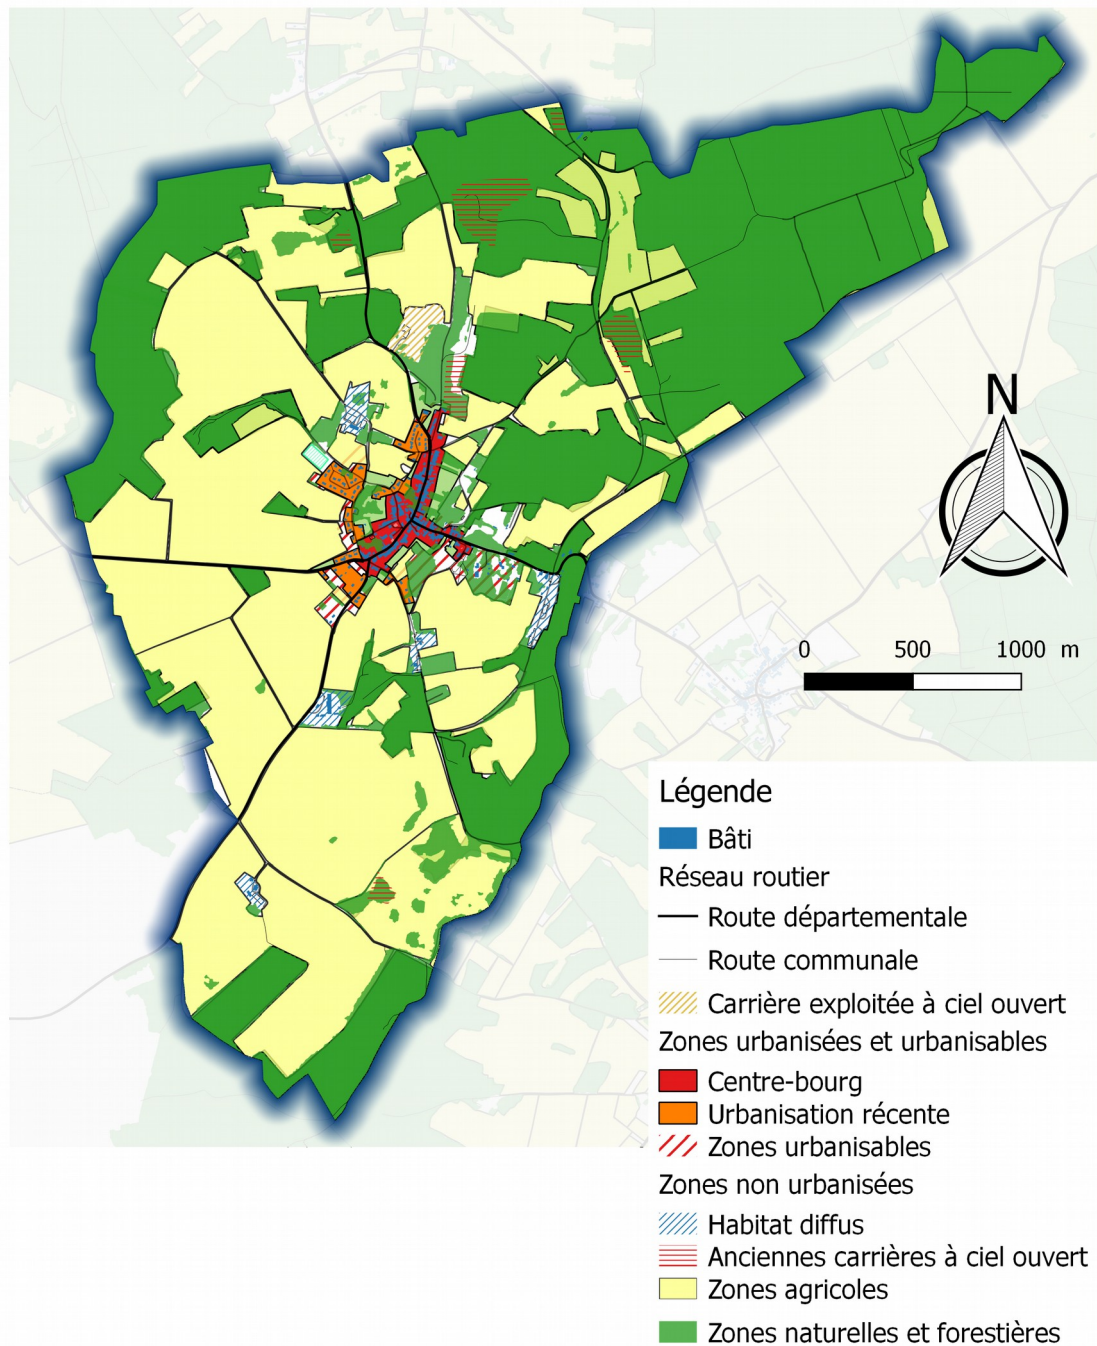 N
0 500 1000 m
Légende
Bâti
Réseau routier
Route départementale
Route communale
Carrière exploitée à ciel ouvert
Zones urbanisées et urbanisables
Centre-bourg
Urbanisation récente
Zones urbanisables
Zones non urbanisées
Habitat diffus
Anciennes carrières à ciel ouvert
Zones agricoles
Zones naturelles et forestières